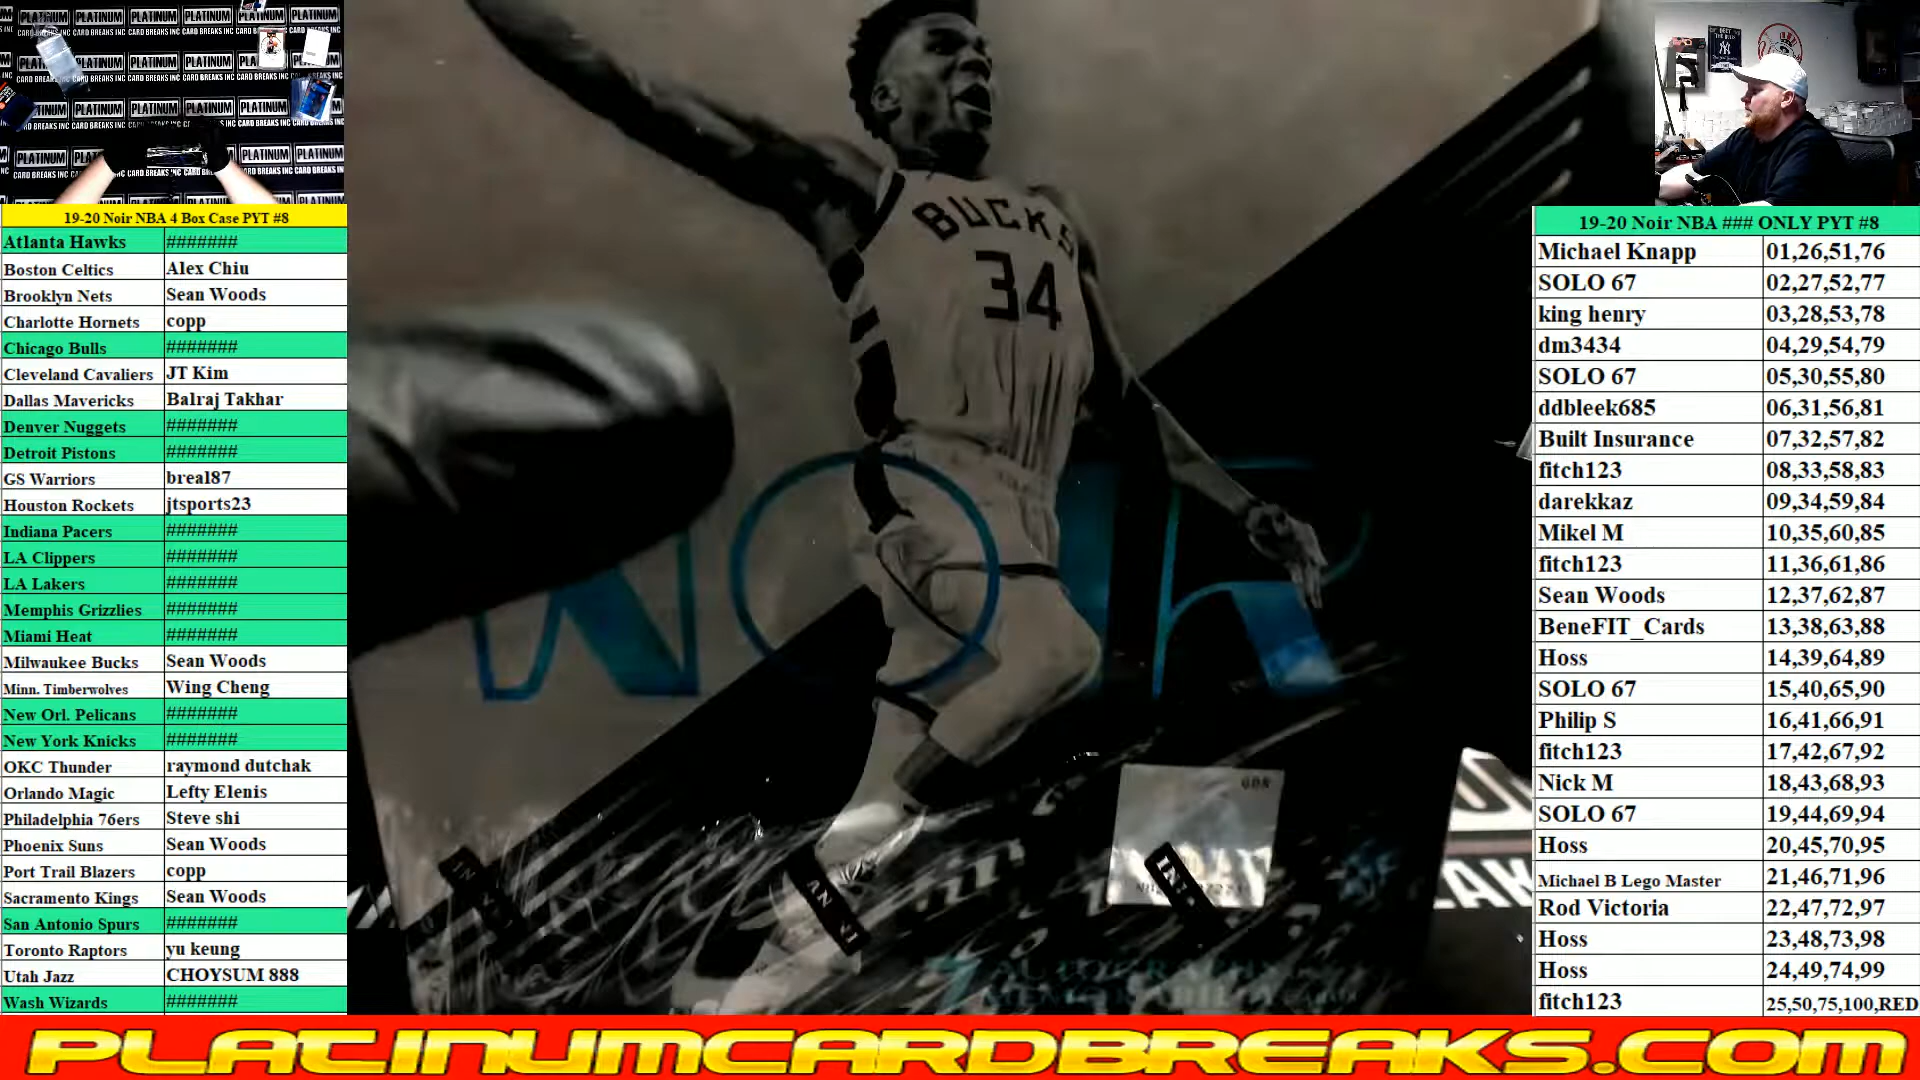 19-20 Noir NBA 4 Box Case PYT #8
Atlanta Hawks #######
Boston Celtics Alex Chiu
Brooklyn Nets Sean Woods
Charlotte Hornets copp
Chicago Bulls #######
Cleveland Cavaliers JT Kim
Dallas Mavericks Balraj Takhar
Denver Nuggets #######
Detroit Pistons #######
GS Warriors breal87
Houston Rockets jtsports23
Indiana Pacers #######
LA Clippers #######
LA Lakers #######
Memphis Grizzlies #######
Miami Heat #######
Milwaukee Bucks Sean Woods
Minn. Timberwolves Wing Cheng
New Orl. Pelicans #######
New York Knicks #######
OKC Thunder raymond dutchak
Orlando Magic Lefty Elenis
Philadelphia 76ers Steve shi
Phoenix Suns Sean Woods
Port Trail Blazers copp
Sacramento Kings Sean Woods
San Antonio Spurs #######
Toronto Raptors yu keung
Utah Jazz CHOYSUM 888
Wash Wizards #######
PLATINUM
CARD BREAKS INC
BUCKS
34
NOIR
19-20 Noir NBA ### ONLY PYT #8
Michael Knapp 01,26,51,76
SOLO 67 02,27,52,77
king henry 03,28,53,78
dm3434 04,29,54,79
SOLO 67 05,30,55,80
ddbleek685 06,31,56,81
Built Insurance 07,32,57,82
fitch123 08,33,58,83
darekkaz 09,34,59,84
Mikel M 10,35,60,85
fitch123 11,36,61,86
Sean Woods 12,37,62,87
BeneFIT_Cards 13,38,63,88
Hoss 14,39,64,89
SOLO 67 15,40,65,90
Philip S 16,41,66,91
fitch123 17,42,67,92
Nick M 18,43,68,93
SOLO 67 19,44,69,94
Hoss 20,45,70,95
Michael B Lego Master 21,46,71,96
Rod Victoria 22,47,72,97
Hoss 23,48,73,98
Hoss 24,49,74,99
fitch123 25,50,75,100,RED
PLATINUMCARDBREAKS.COM